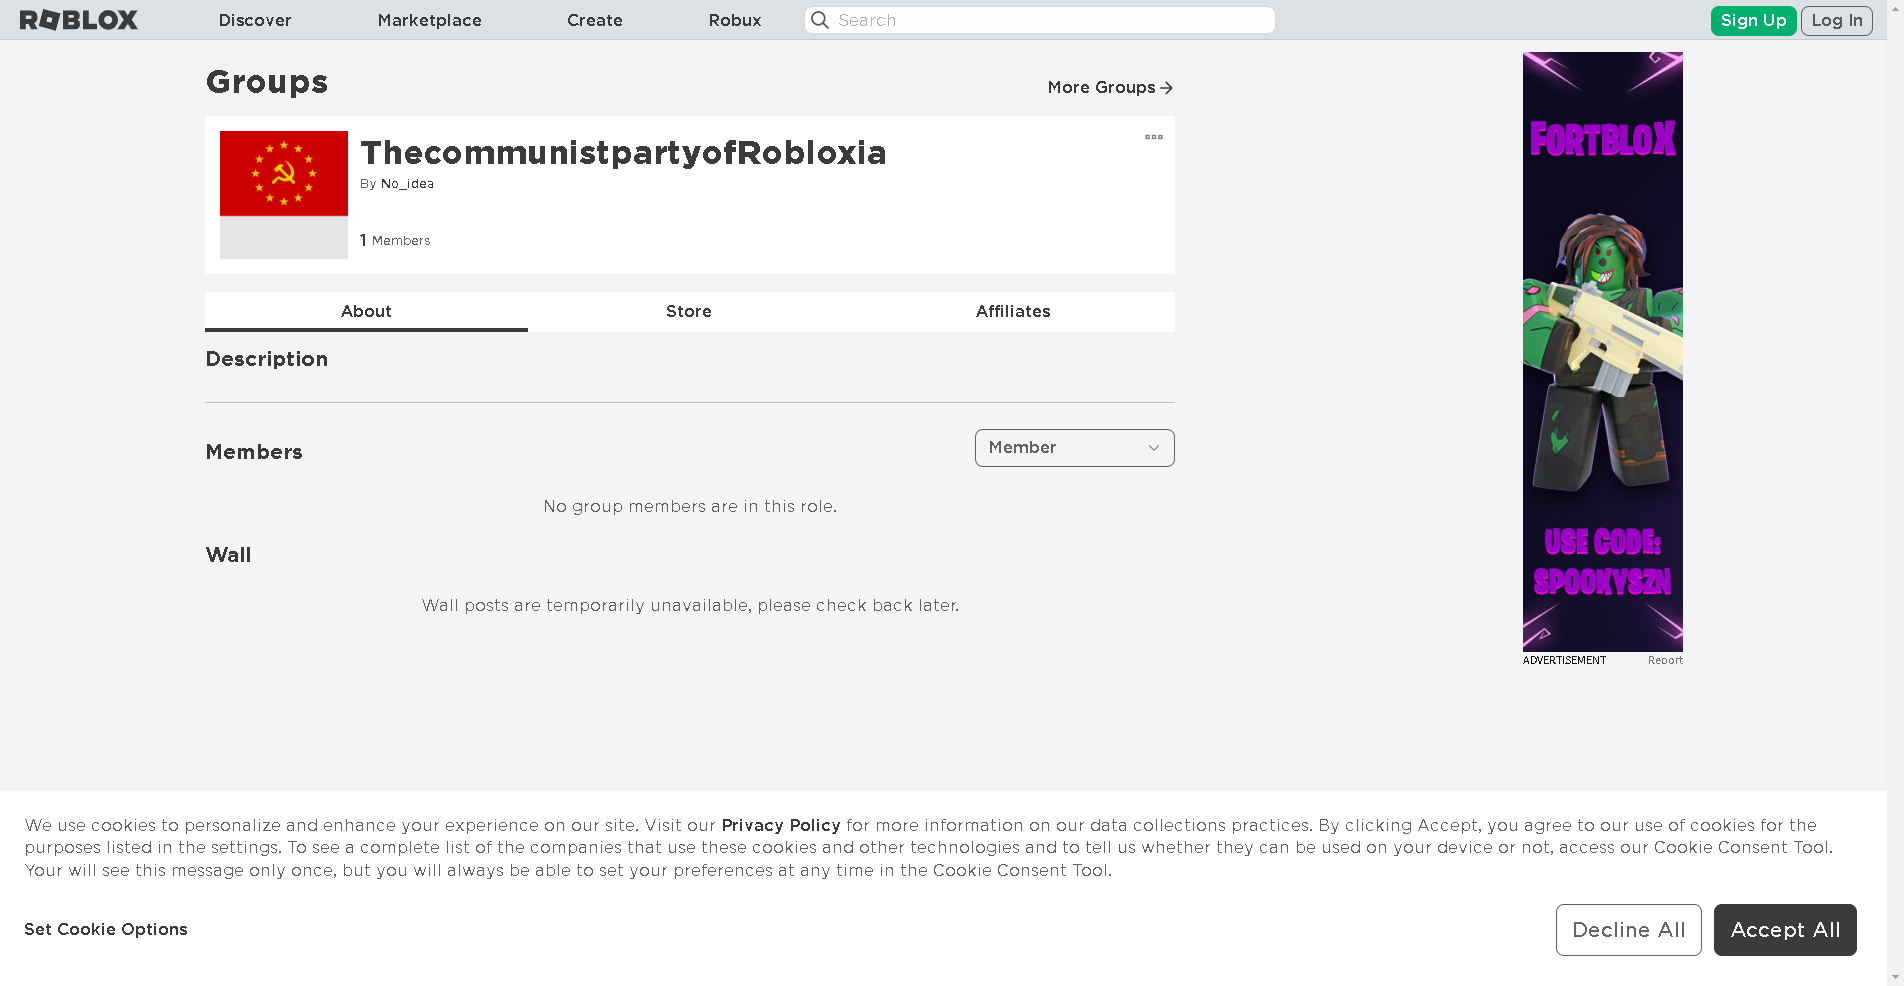 ROBLOX Discover Marketplace Create Robux Search Sign Up Log In
Groups
More Groups
ThecommunistpartyofRobloxia
By No_idea
1 Members
About Store Affiliates
Description
Members
Member
No group members are in this role.
Wall
Wall posts are temporarily unavailable, please check back later.
FORTBLOX
USE CODE:
SPOOKYSZN
ADVERTISEMENT Report
We use cookies to personalize and enhance your experience on our site. Visit our Privacy Policy for more information on our data collections practices. By clicking Accept, you agree to our use of cookies for the
purposes listed in the settings. To see a complete list of the companies that use these cookies and other technologies and to tell us whether they can be used on your device or not, access our Cookie Consent Tool.
Your will see this message only once, but you will always be able to set your preferences at any time in the Cookie Consent Tool.
Set Cookie Options
Decline All
Accept All